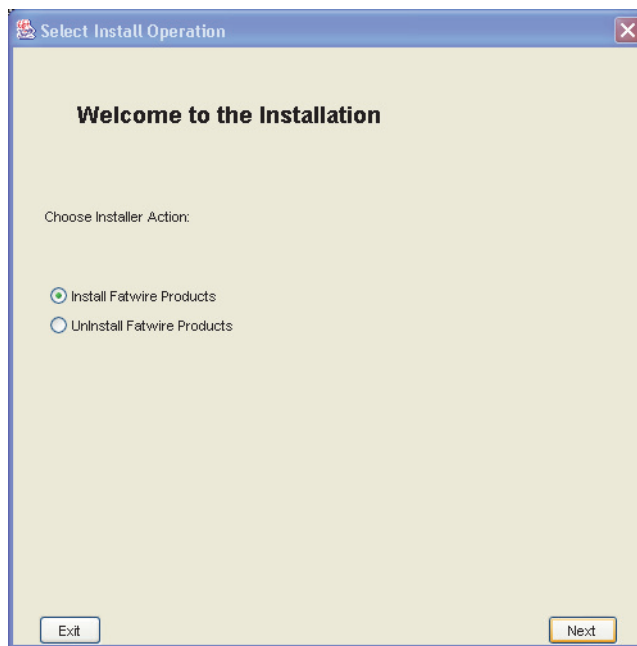 Select Install Operation
Welcome to the Installation
Choose Installer Action:
Install Fatwire Products
UnInstall Fatwire Products
Exit
Next